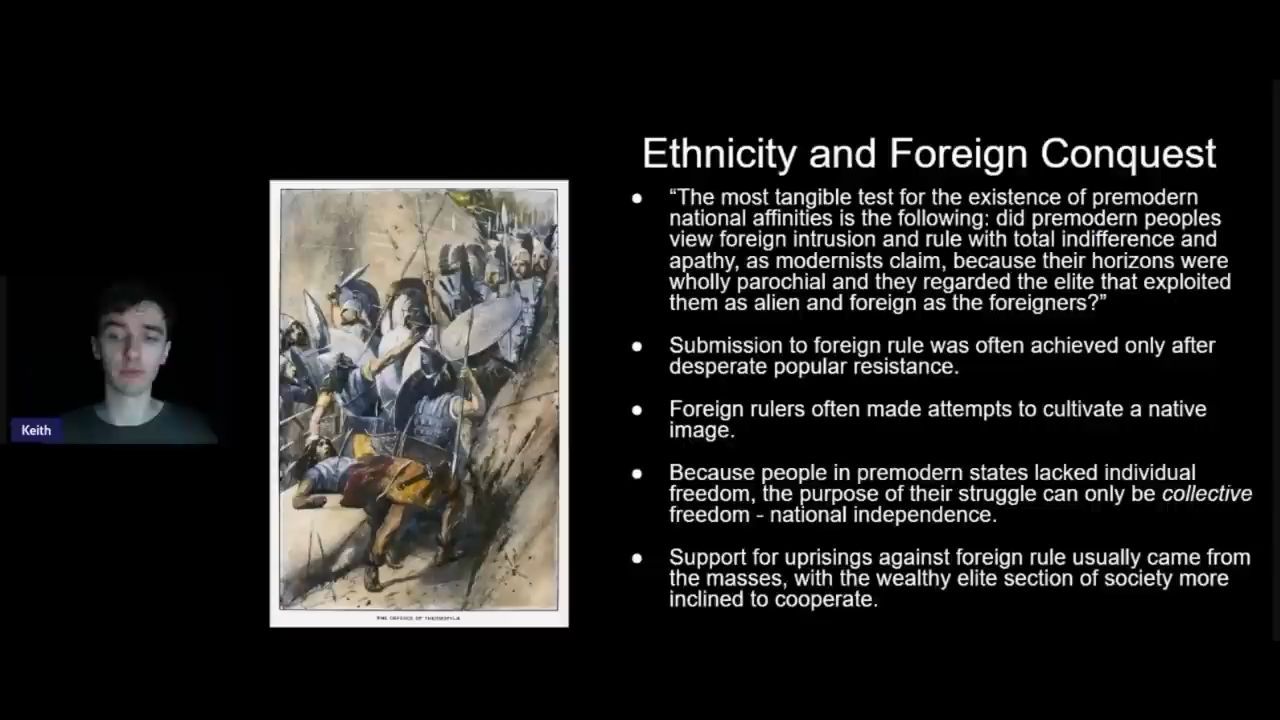 Ethnicity and Foreign Conquest
● “The most tangible test for the existence of premodern
national affinities is the following: did premodern peoples
view foreign intrusion and rule with total indifference and
apathy, as modernists claim, because their horizons were
wholly parochial and they regarded the elite that exploited
them as alien and foreign as the foreigners?”
● Submission to foreign rule was often achieved only after
desperate popular resistance.
● Foreign rulers often made attempts to cultivate a native
image.
● Because people in premodern states lacked individual
freedom, the purpose of their struggle can only be collective
freedom - national independence.
● Support for uprisings against foreign rule usually came from
the masses, with the wealthy elite section of society more
inclined to cooperate.
Keith
THE DEFENCE OF